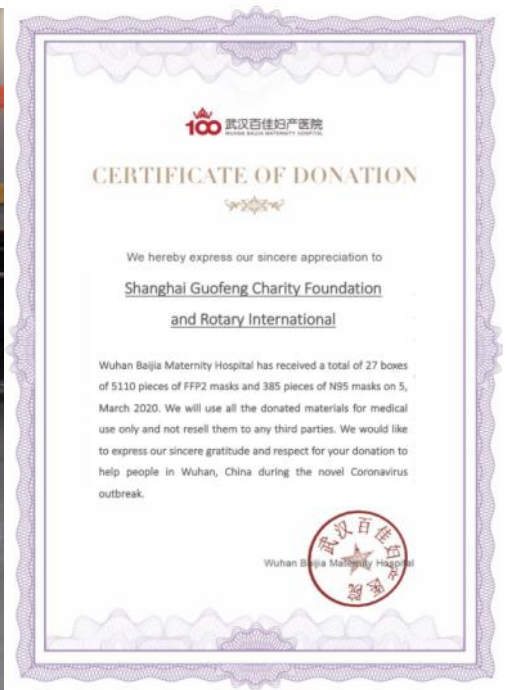 100 武汉百佳妇产医院
WUHAN BAIJIA MATERNITY HOSPITAL
CERTIFICATE OF DONATION
We hereby express our sincere appreciation to
Shanghai Guofeng Charity Foundation
and Rotary International
Wuhan Baijia Maternity Hospital has received a total of 27 boxes
of 5110 pieces of FFP2 masks and 385 pieces of N95 masks on 5,
March 2020. We will use all the donated materials for medical
use only and not resell them to any third parties. We would like
to express our sincere gratitude and respect for your donation to
help people in Wuhan, China during the novel Coronavirus
outbreak.
Wuhan Baijia Maternity Hospital
武汉百佳妇产医院